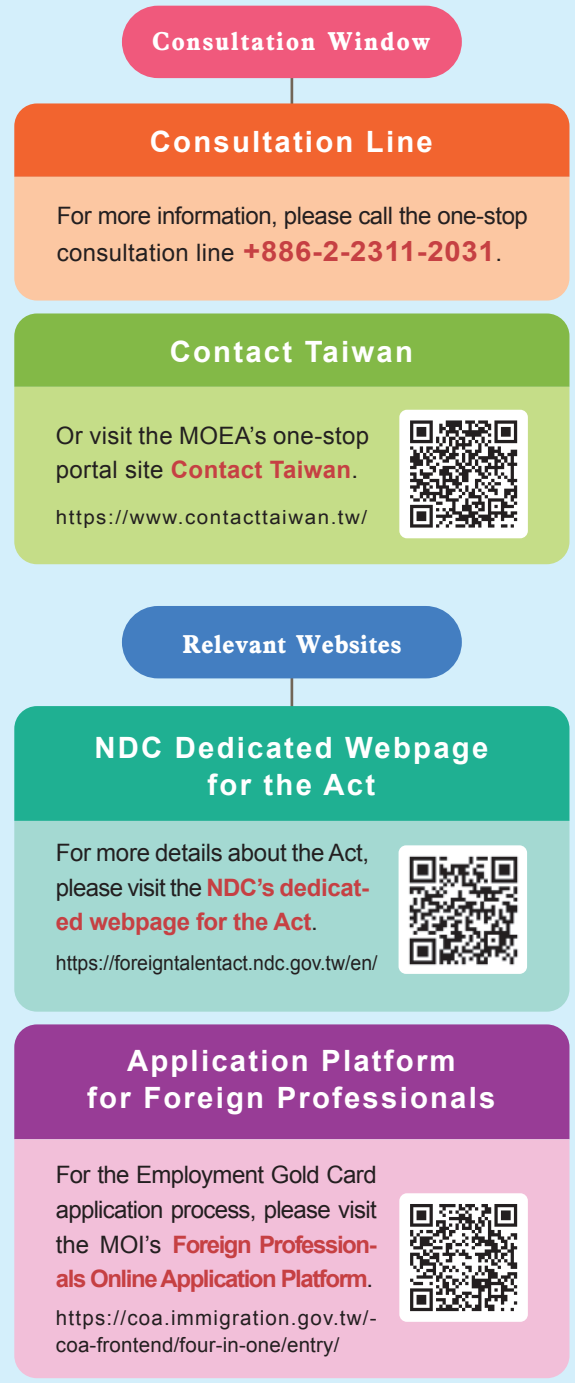 Consultation Window
Consultation Line
For more information, please call the one-stop
consultation line +886-2-2311-2031.
Contact Taiwan
Or visit the MOEA's one-stop
portal site Contact Taiwan.
https://www.contacttaiwan.tw/
Relevant Websites
NDC Dedicated Webpage
for the Act
For more details about the Act,
please visit the NDC's dedicat-
ed webpage for the Act.
https://foreigntalentact.ndc.gov.tw/en/
Application Platform
for Foreign Professionals
For the Employment Gold Card
application process, please visit
the MOI's Foreign Profession-
als Online Application Platform.
https://coa.immigration.gov.tw/-
coa-frontend/four-in-one/entry/